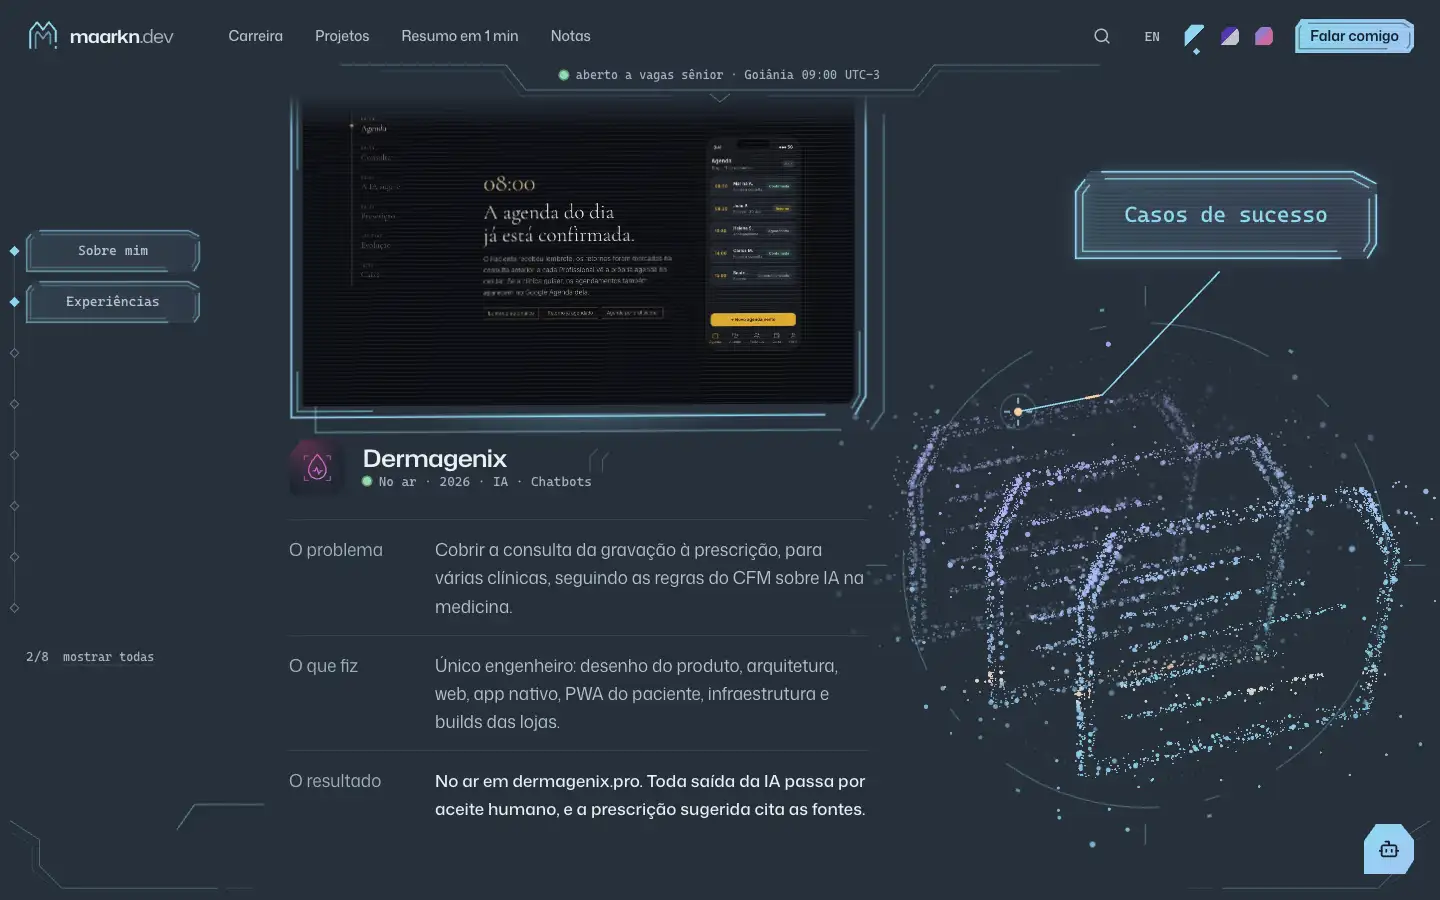 maarkn.dev
Carreira
Projetos
Resumo em 1 min
Notas
EN
Falar comigo
aberto a vagas sênior · Goiânia 09:00 UTC−3
Sobre mim
Experiências
2/8 mostrar todas
Agenda
08:00
A agenda do dia
já está confirmada.
Agenda
Casos de sucesso
Dermagenix
No ar · 2026 · IA · Chatbots
O problema
Cobrir a consulta da gravação à prescrição, para
várias clínicas, seguindo as regras do CFM sobre IA na
medicina.
O que fiz
Único engenheiro: desenho do produto, arquitetura,
web, app nativo, PWA do paciente, infraestrutura e
builds das lojas.
O resultado
No ar em dermagenix.pro. Toda saída da IA passa por
aceite humano, e a prescrição sugerida cita as fontes.